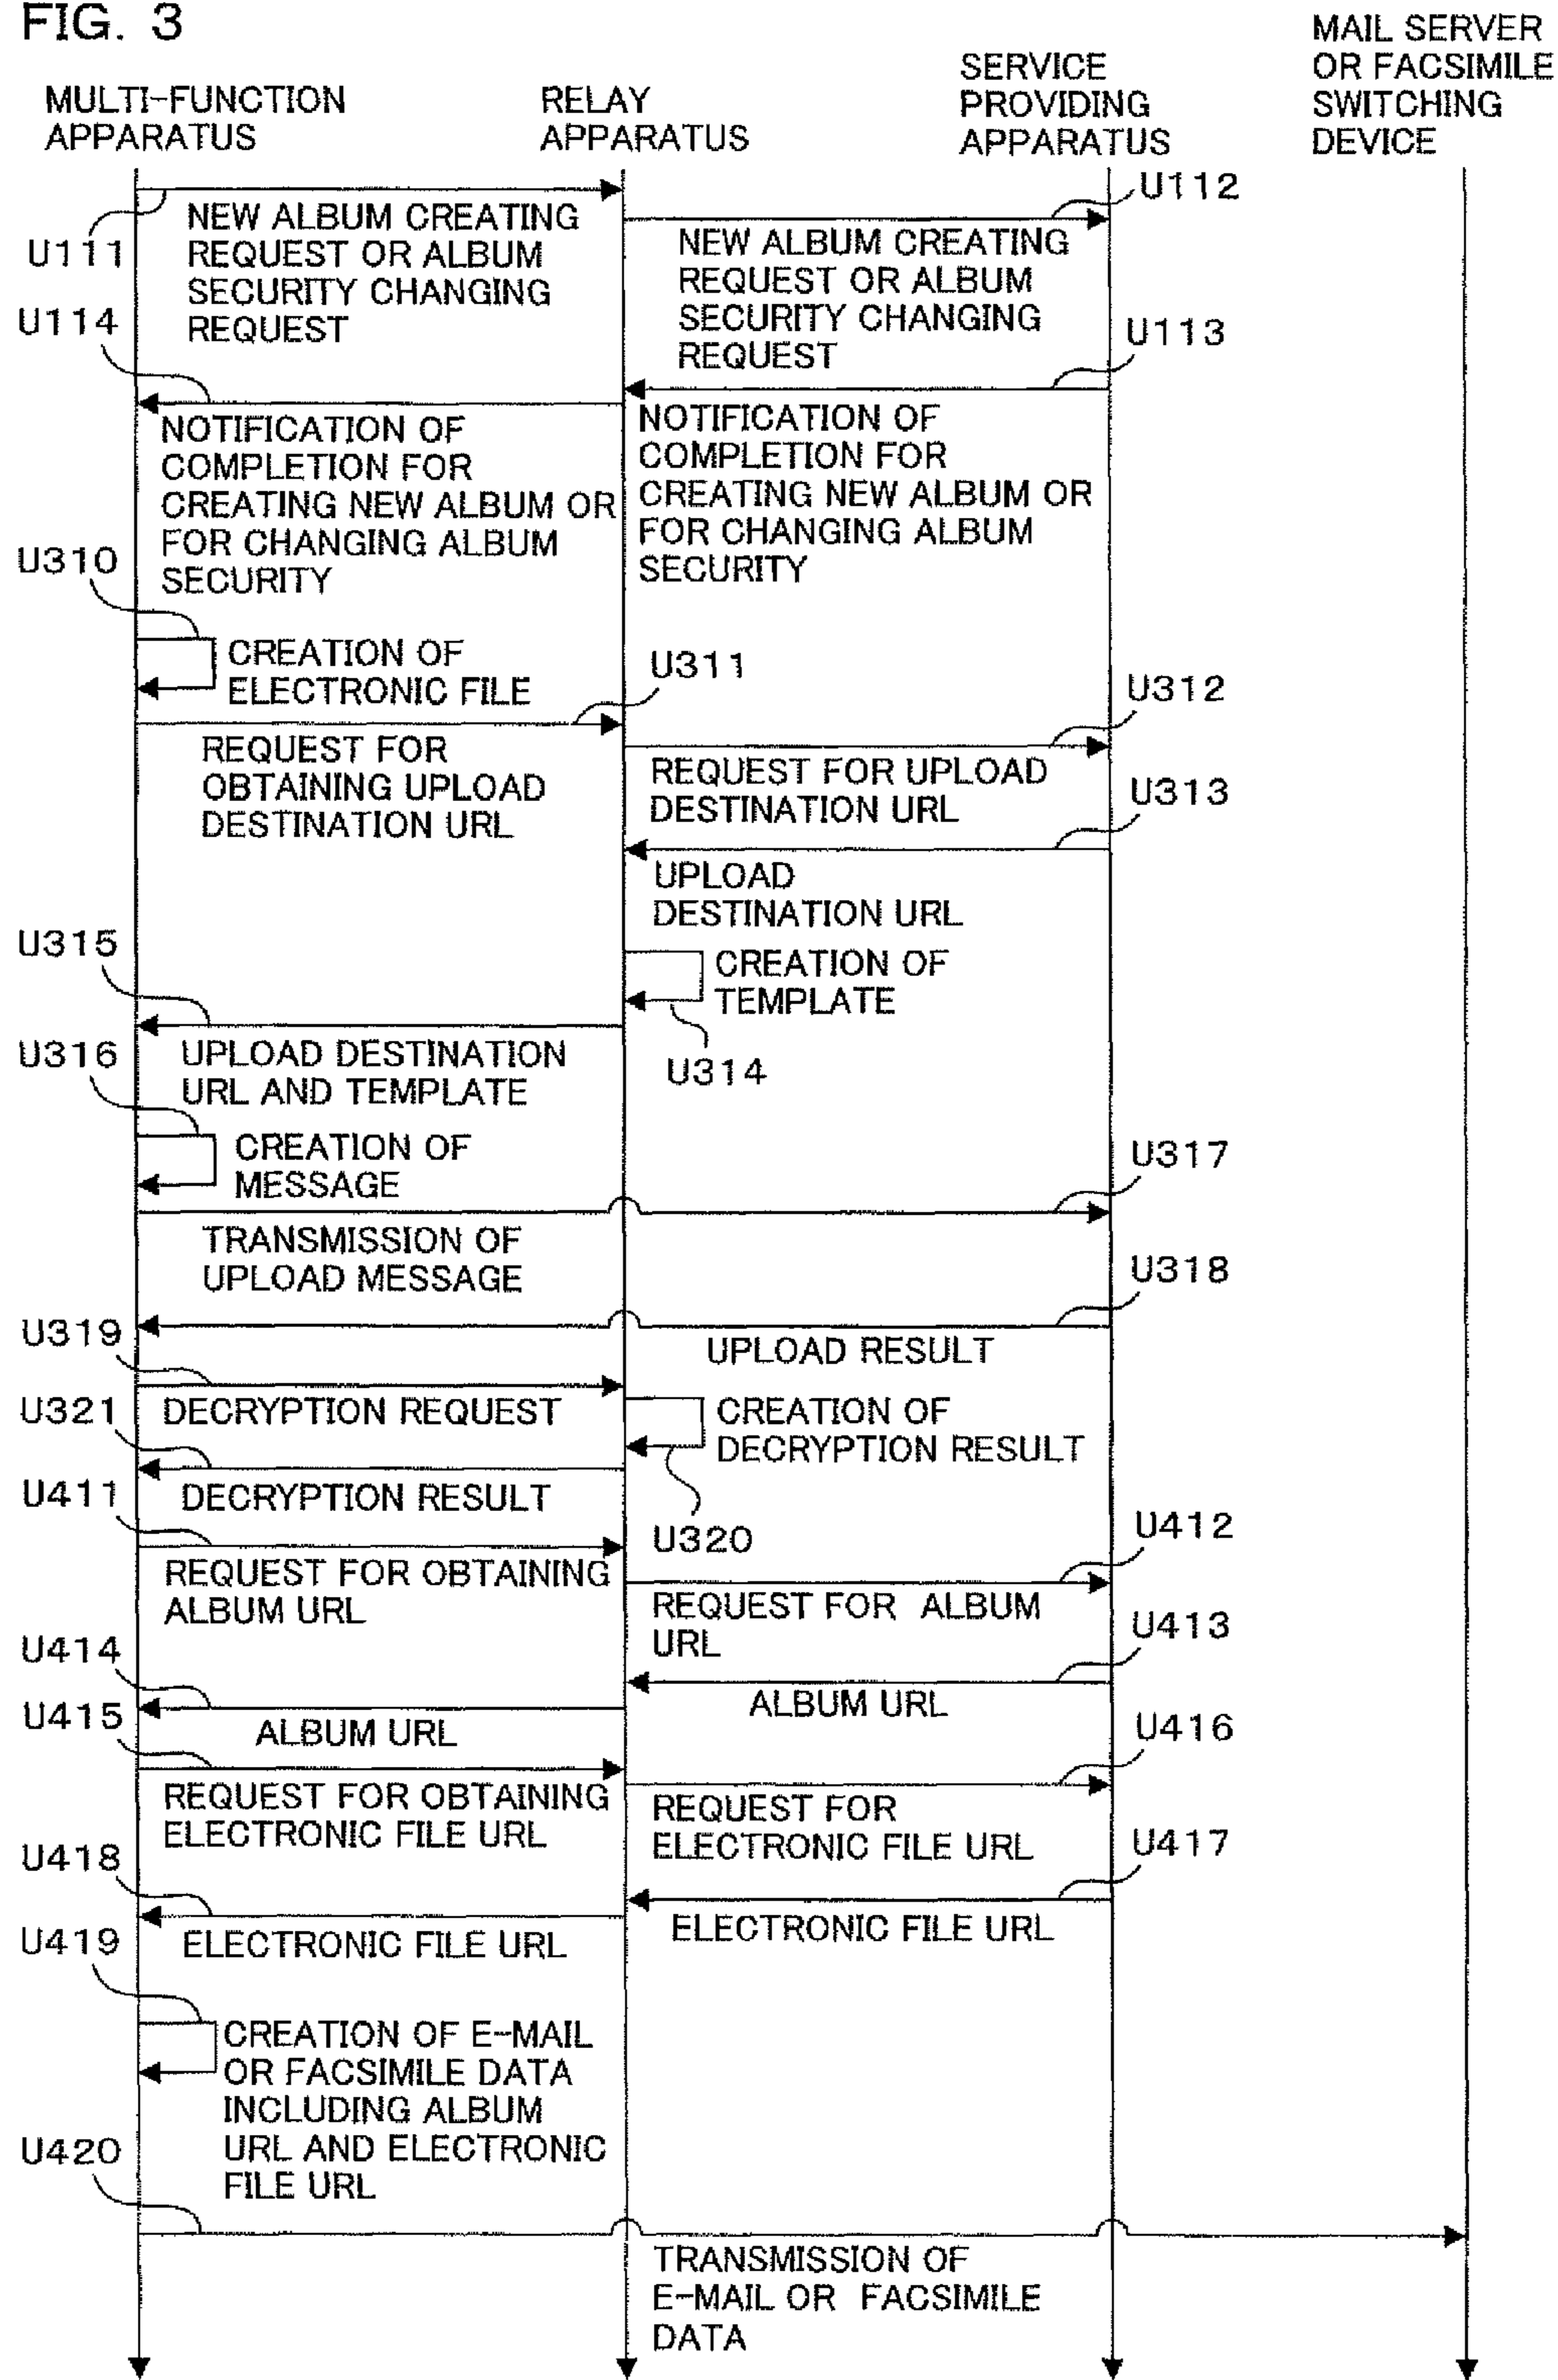 FIG. 3
MULTI-FUNCTION
APPARATUS
RELAY
APPARATUS
SERVICE
PROVIDING
APPARATUS
MAIL SERVER
OR FACSIMILE
SWITCHING
DEVICE
U111
NEW ALBUM CREATING
REQUEST OR ALBUM
SECURITY CHANGING
REQUEST
U112
NEW ALBUM CREATING
REQUEST OR ALBUM
SECURITY CHANGING
REQUEST
U113
NOTIFICATION OF
COMPLETION FOR
CREATING NEW ALBUM OR
FOR CHANGING ALBUM
SECURITY
U114
NOTIFICATION OF
COMPLETION FOR
CREATING NEW ALBUM OR
FOR CHANGING ALBUM
SECURITY
U310
CREATION OF
ELECTRONIC FILE
U311
REQUEST FOR
OBTAINING UPLOAD
DESTINATION URL
U312
REQUEST FOR UPLOAD
DESTINATION URL
U313
UPLOAD
DESTINATION URL
CREATION OF
TEMPLATE
U314
U315
UPLOAD DESTINATION
URL AND TEMPLATE
U316
CREATION OF
MESSAGE
U317
TRANSMISSION OF
UPLOAD MESSAGE
U318
UPLOAD RESULT
U319
DECRYPTION REQUEST
CREATION OF
DECRYPTION RESULT
U320
U321
DECRYPTION RESULT
U411
REQUEST FOR OBTAINING
ALBUM URL
U412
REQUEST FOR ALBUM
URL
U413
ALBUM URL
U414
ALBUM URL
U415
REQUEST FOR OBTAINING
ELECTRONIC FILE URL
U416
REQUEST FOR
ELECTRONIC FILE URL
U417
ELECTRONIC FILE URL
U418
ELECTRONIC FILE URL
U419
CREATION OF E-MAIL
OR FACSIMILE DATA
INCLUDING ALBUM
URL AND ELECTRONIC
FILE URL
U420
TRANSMISSION OF
E-MAIL OR FACSIMILE
DATA